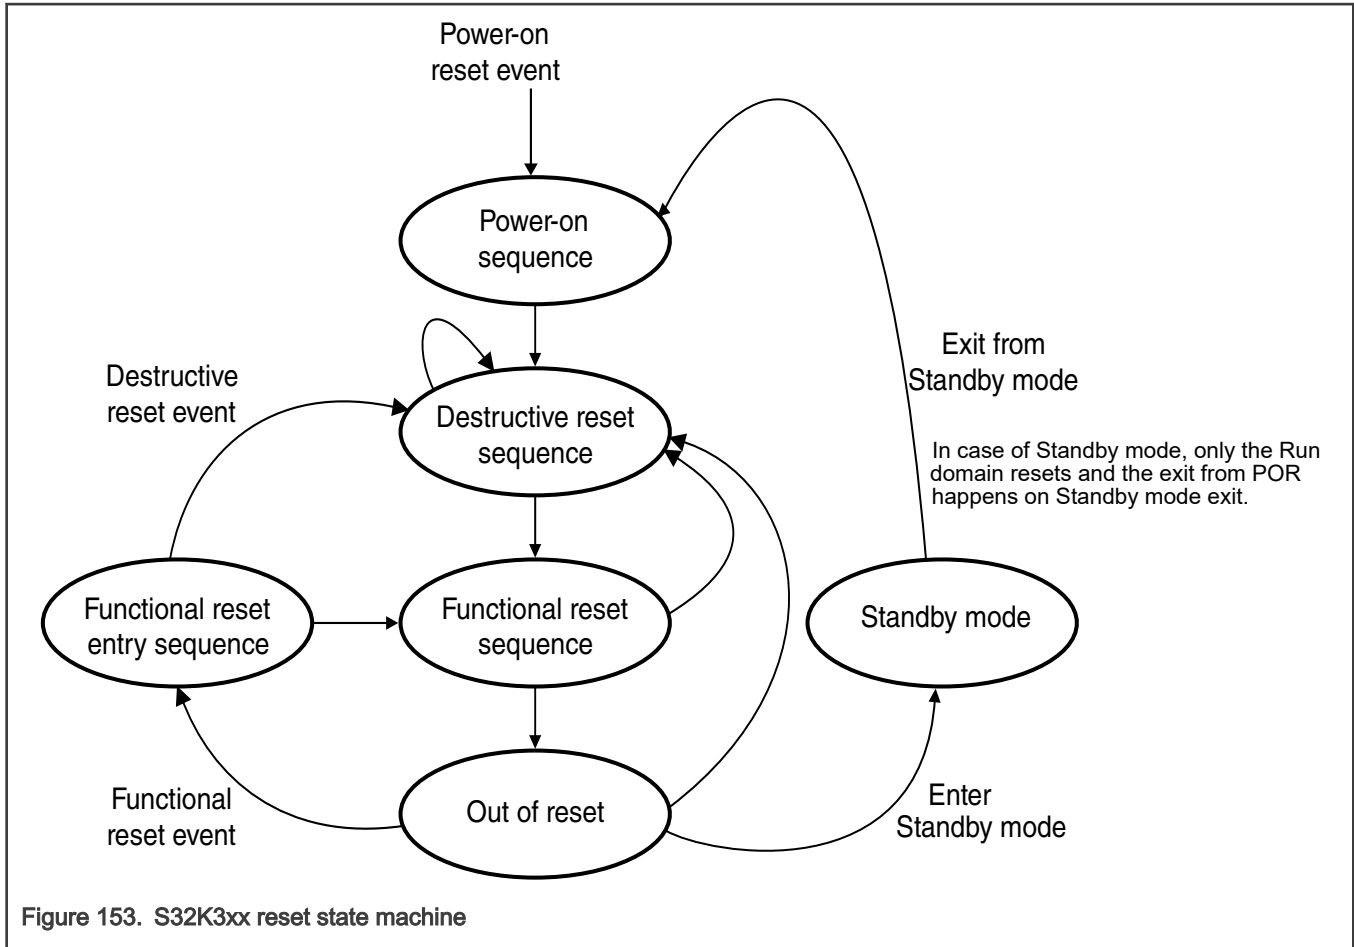 Power-on
reset event
Power-on
sequence
Exit from
Standby mode
Destructive
reset event
Destructive reset
sequence
In case of Standby mode, only the Run
domain resets and the exit from POR
happens on Standby mode exit.
Functional reset
entry sequence
Functional reset
sequence
Standby mode
Functional
reset event
Out of reset
Enter
Standby mode
Figure 153. S32K3xx reset state machine